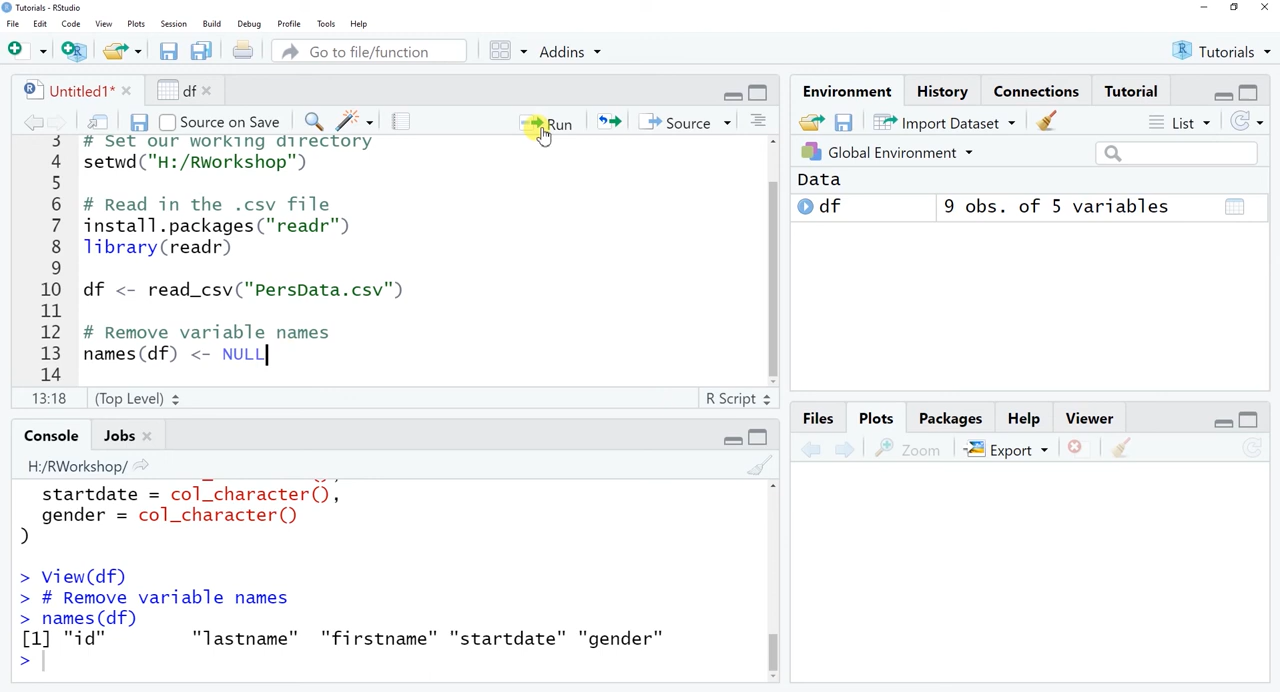 Tutorials - RStudio
File Edit Code View Plots Session Build Debug Profile Tools Help
Go to file/function Addins Tutorials
Untitled1* df
Source on Save Run Source
3 # Set our working directory
4 setwd("H:/RWorkshop")
5
6 # Read in the .csv file
7 install.packages("readr")
8 library(readr)
9
10 df <- read_csv("PersData.csv")
11
12 # Remove variable names
13 names(df) <- NULL
14
13:18 (Top Level) R Script
Console Jobs
H:/RWorkshop/
startdate = col_character(),
gender = col_character()
)
> View(df)
> # Remove variable names
> names(df)
[1] "id" "lastname" "firstname" "startdate" "gender"
>
Environment History Connections Tutorial
Import Dataset List
Global Environment
Data
df 9 obs. of 5 variables
Files Plots Packages Help Viewer
Zoom Export